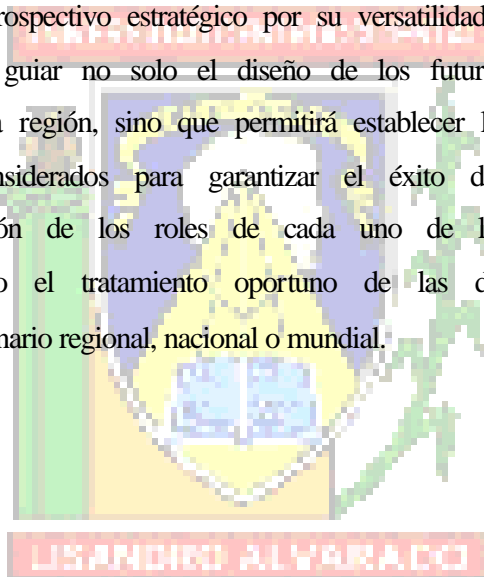 rospectivo estratégico por su versatilidad
guiar no solo el diseño de los futur
a región, sino que permitirá establecer l
nsiderados para garantizar el éxito d
ón de los roles de cada uno de l
o el tratamiento oportuno de las d
nario regional, nacional o mundial.
LISANDRO ALVARADO